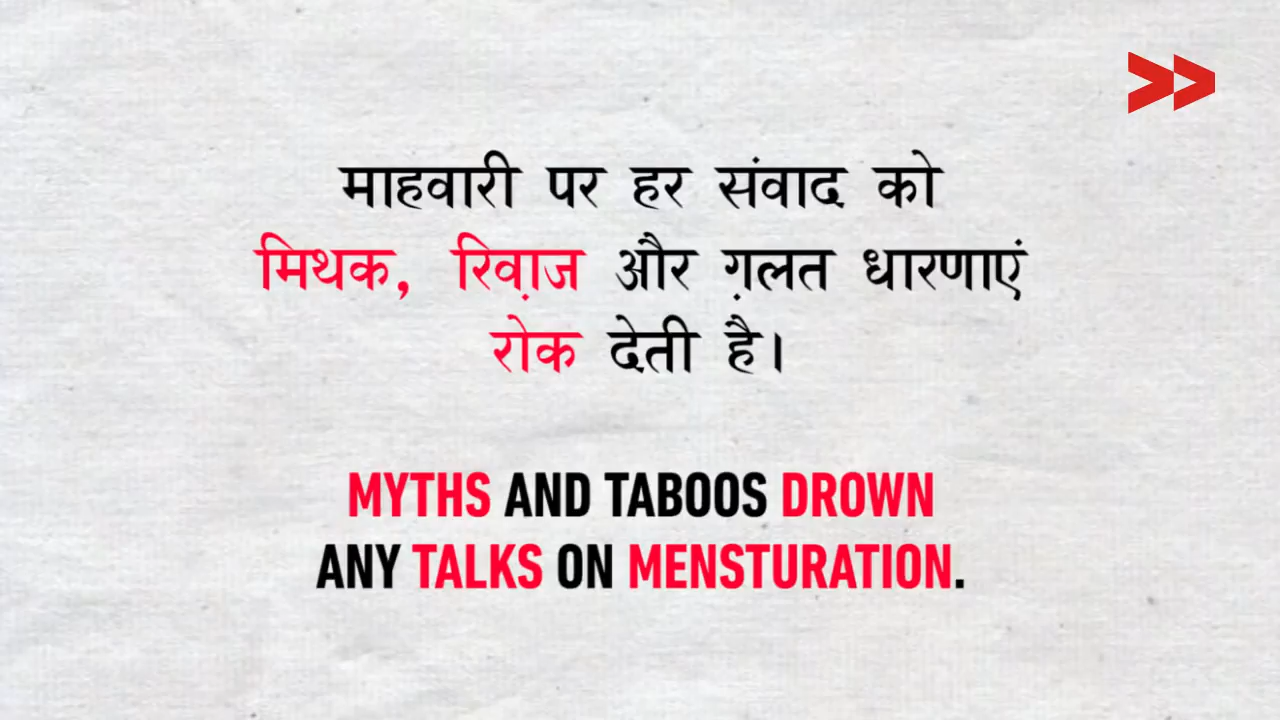 माहवारी पर हर संवाद को
मिथक, रिवा़ज और ग़लत धारणाएं
रोक देती है।
MYTHS AND TABOOS DROWN
ANY TALKS ON MENSTURATION.